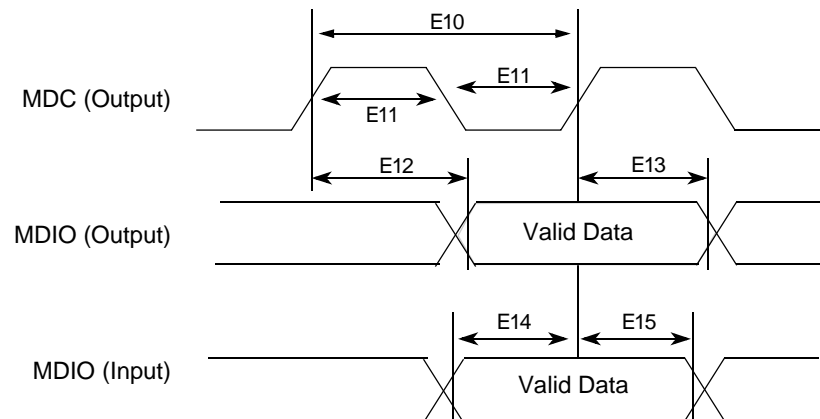 E10
MDC (Output)
E11
E11
E12
E13
MDIO (Output)
Valid Data
E14
E15
MDIO (Input)
Valid Data